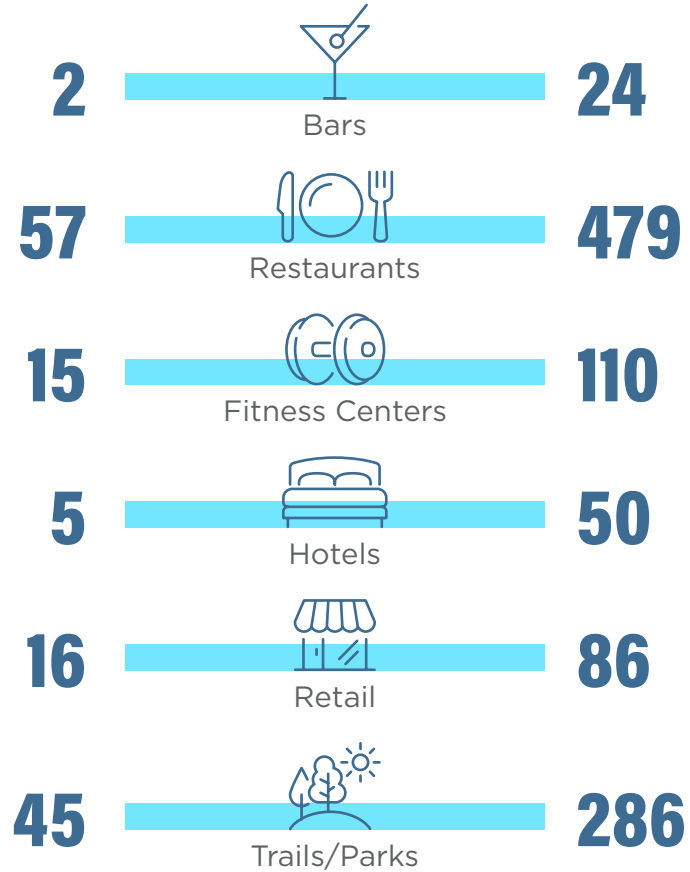 2 24
Bars
57 479
Restaurants
15 110
Fitness Centers
5 50
Hotels
16 86
Retail
45 286
Trails/Parks